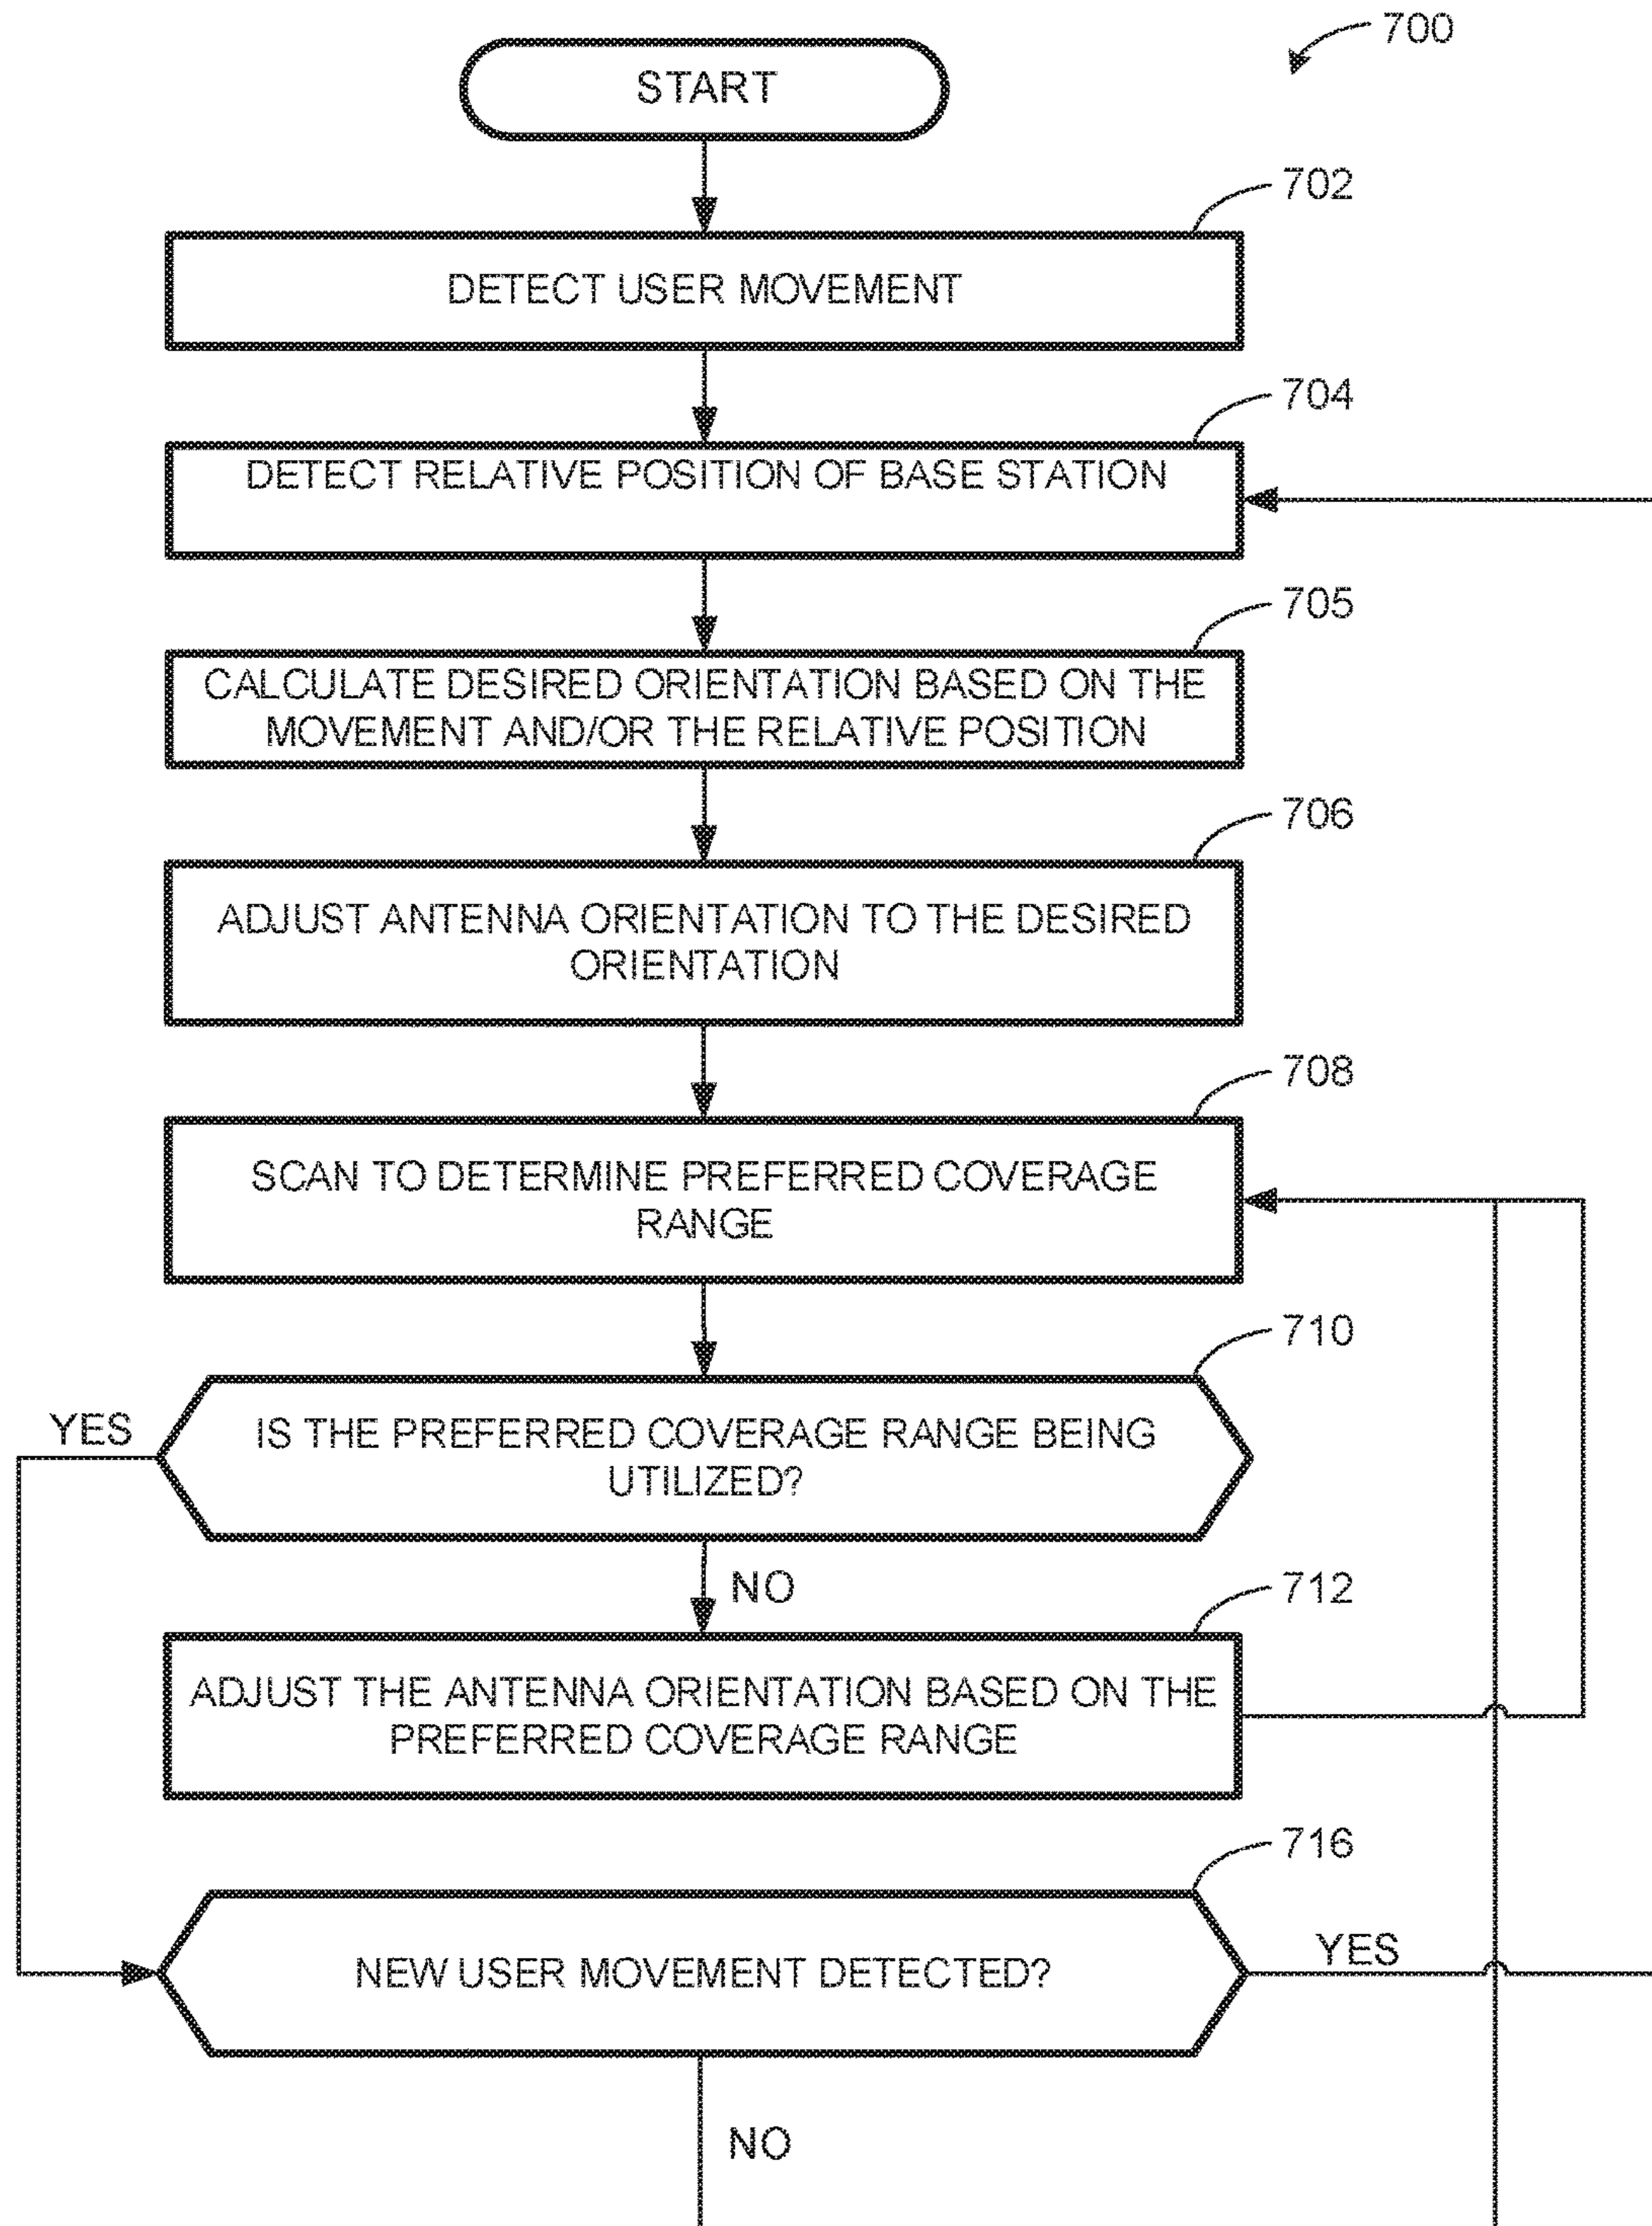 700
START
702
DETECT USER MOVEMENT
704
DETECT RELATIVE POSITION OF BASE STATION
705
CALCULATE DESIRED ORIENTATION BASED ON THE
MOVEMENT AND/OR THE RELATIVE POSITION
706
ADJUST ANTENNA ORIENTATION TO THE DESIRED
ORIENTATION
708
SCAN TO DETERMINE PREFERRED COVERAGE
RANGE
710
YES
IS THE PREFERRED COVERAGE RANGE BEING
UTILIZED?
NO
712
ADJUST THE ANTENNA ORIENTATION BASED ON THE
PREFERRED COVERAGE RANGE
716
NEW USER MOVEMENT DETECTED?
YES
NO